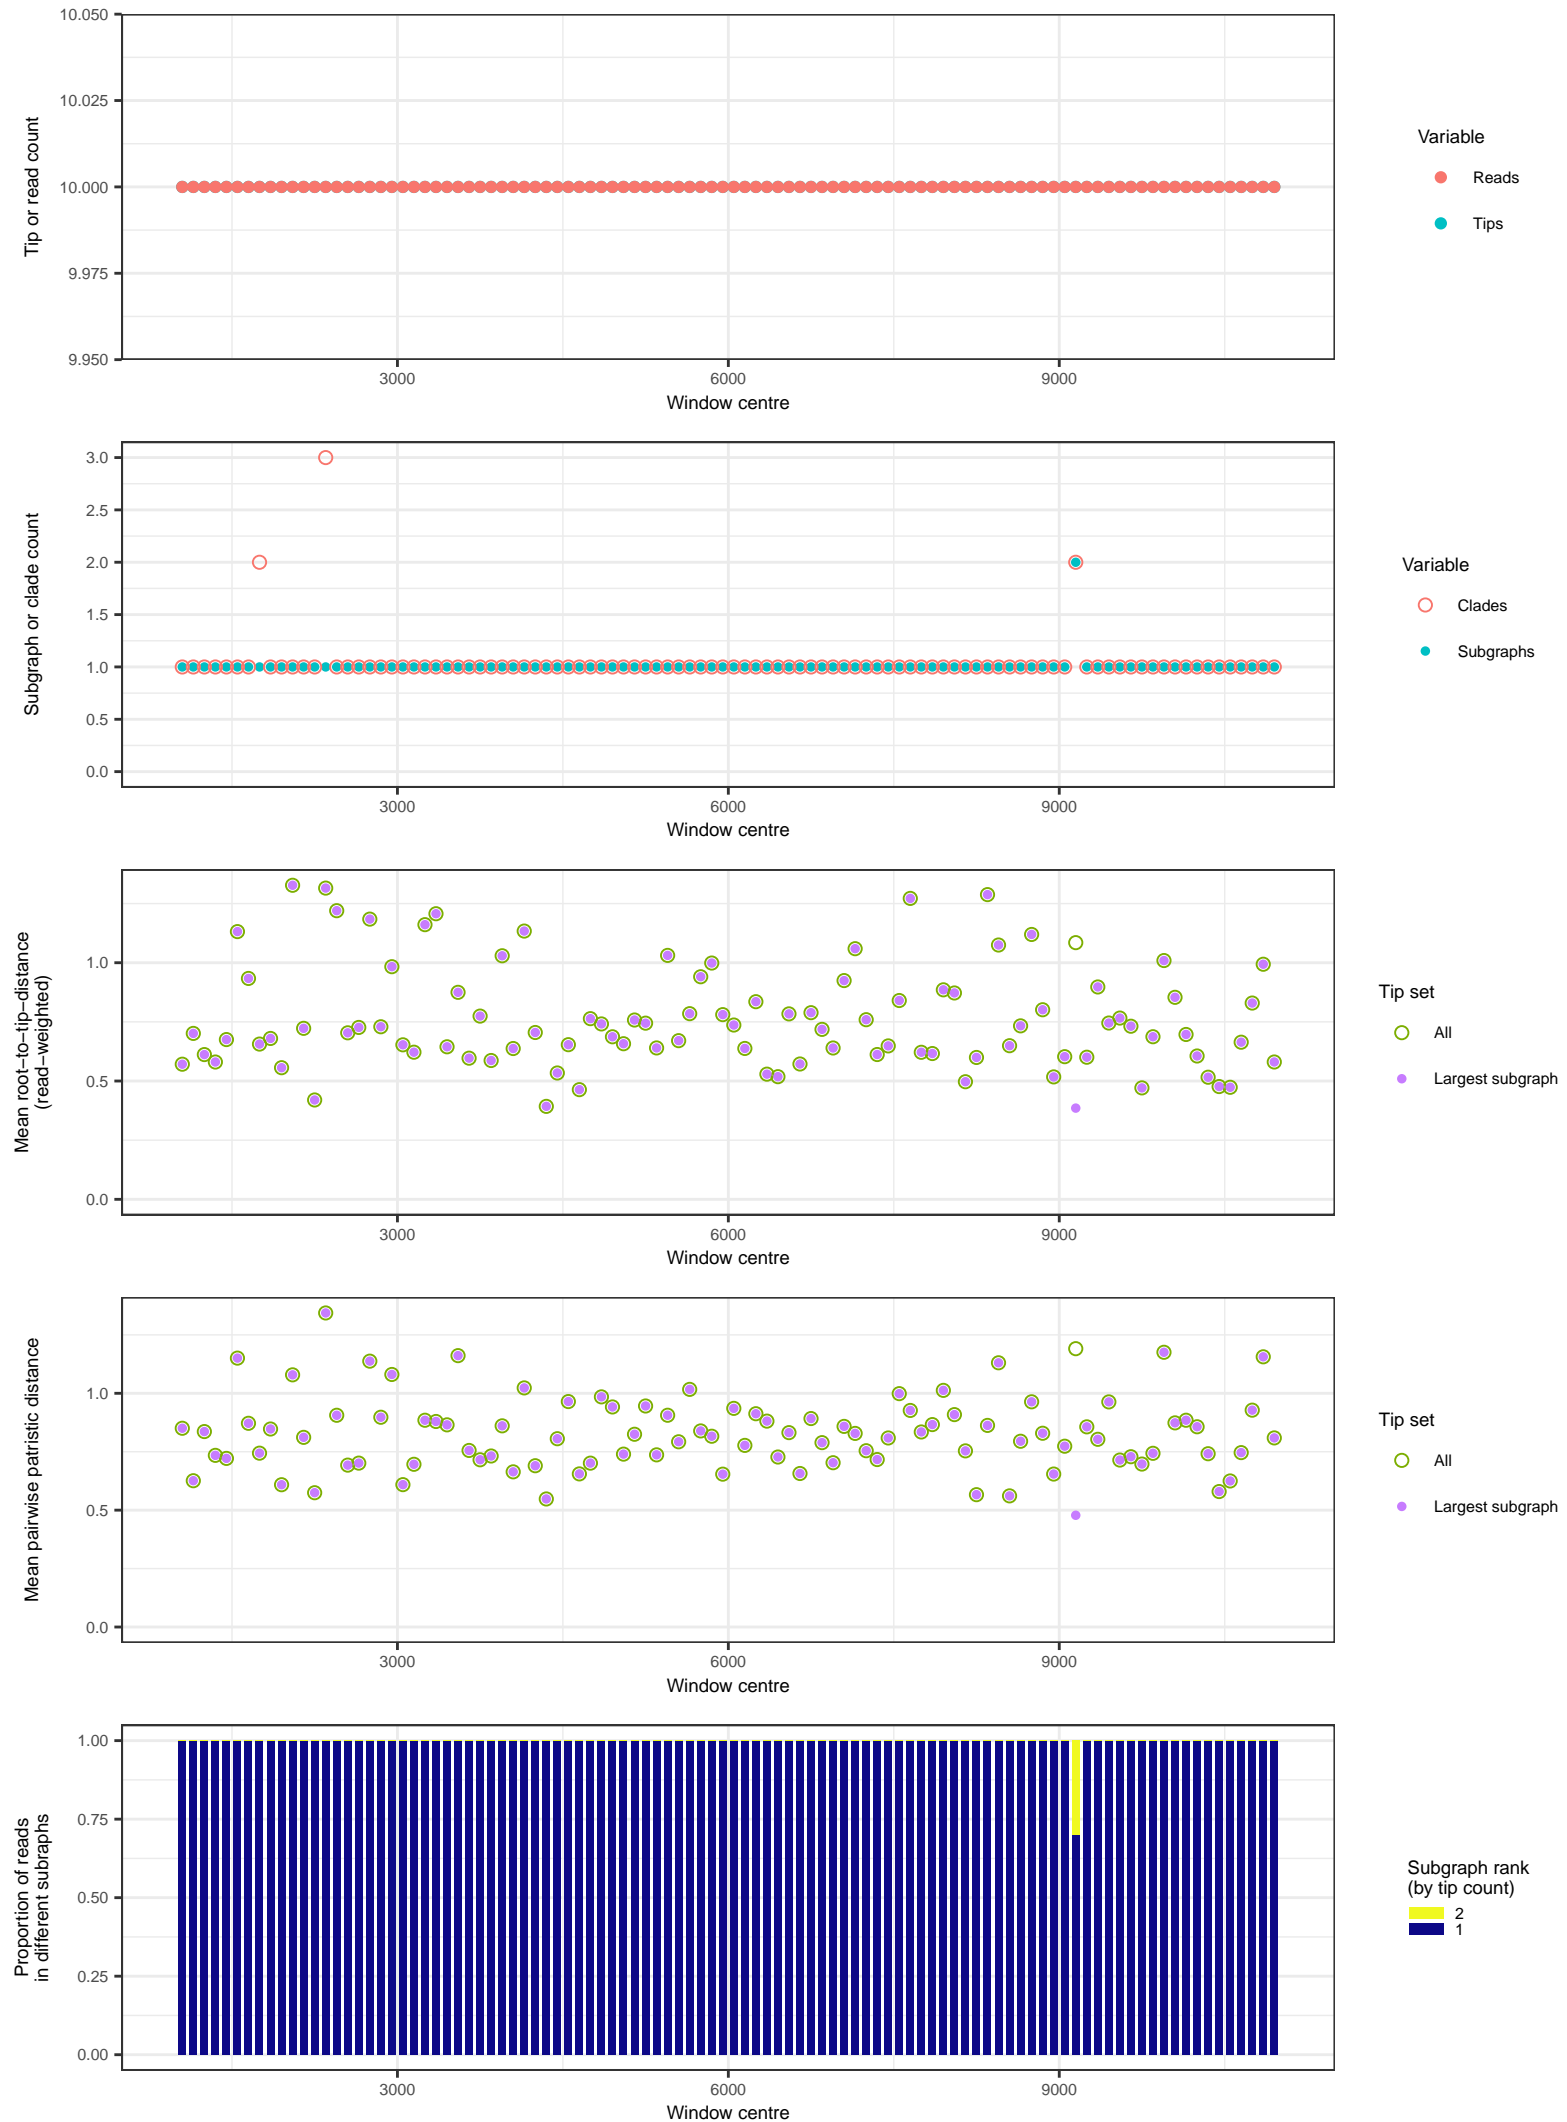 10.050
10.025
10.000
9.975
9.950
Tip or read count
3000 6000 9000
Window centre
Variable
Reads
Tips
3.0
2.5
2.0
1.5
1.0
0.5
0.0
Subgraph or clade count
3000 6000 9000
Window centre
Variable
Clades
Subgraphs
1.0
0.5
0.0
Mean root−to−tip−distance
(read−weighted)
3000 6000 9000
Window centre
Tip set
All
Largest subgraph
1.0
0.5
0.0
Mean pairwise patristic distance
3000 6000 9000
Window centre
Tip set
All
Largest subgraph
1.00
0.75
0.50
0.25
0.00
Proportion of reads
in different subraphs
3000 6000 9000
Window centre
Subgraph rank
(by tip count)
2
1